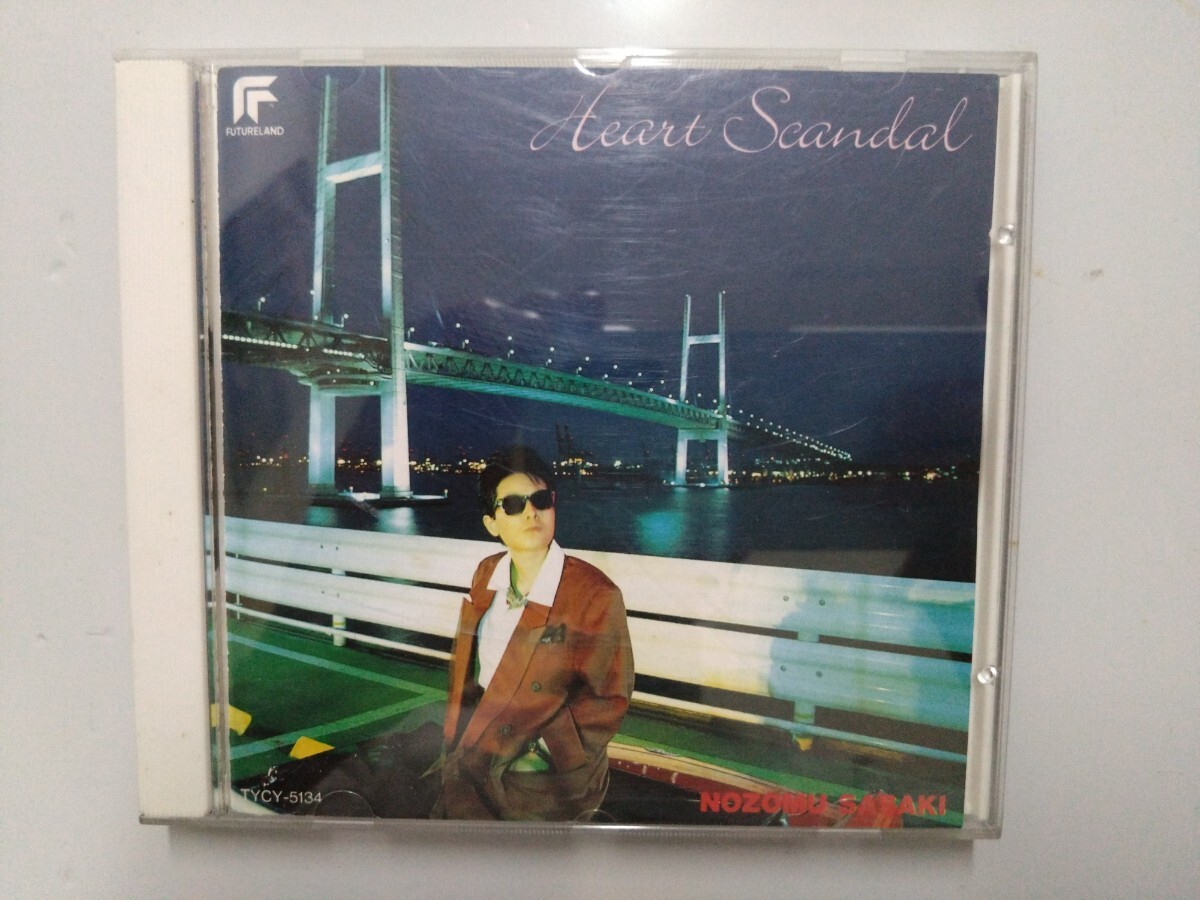 FUTURELAND
Heart Scandal
TYCY-5134
NOZOMU SASAKI